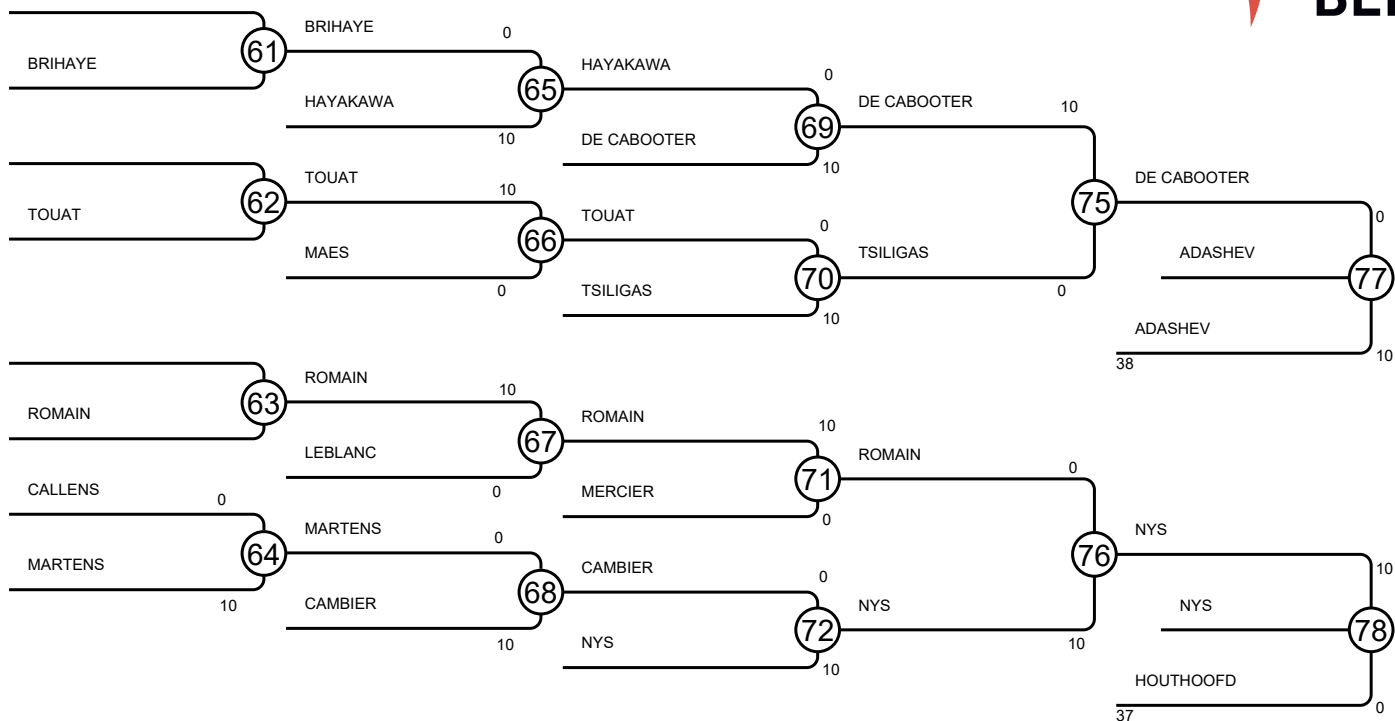 BRIHAYE
61
BRIHAYE
0
HAYAKAWA
10
65
HAYAKAWA
0
DE CABOOTER
10
69
DE CABOOTER
10
TOUAT
62
TOUAT
10
MAES
0
66
TOUAT
0
TSILIGAS
10
70
TSILIGAS
0
75
DE CABOOTER
0
ADASHEV
77
ADASHEV
38
10
ROMAIN
63
ROMAIN
10
LEBLANC
0
67
ROMAIN
10
MERCIER
0
71
ROMAIN
0
CALLENS
0
MARTENS
10
64
MARTENS
0
CAMBIER
10
68
CAMBIER
0
NYS
10
72
NYS
10
76
NYS
10
NYS
78
HOUTHOOFD
37
0